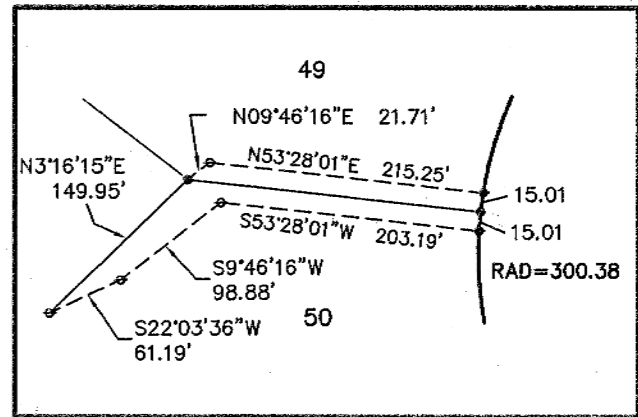 49
N09°46'16"E 21.71'
N3°16'15"E
149.95'
N53°28'01"E 215.25'
15.01
S53°28'01"W 203.19'
15.01
RAD=300.38
S9°46'16"W
98.88'
50
S22°03'36"W
61.19'